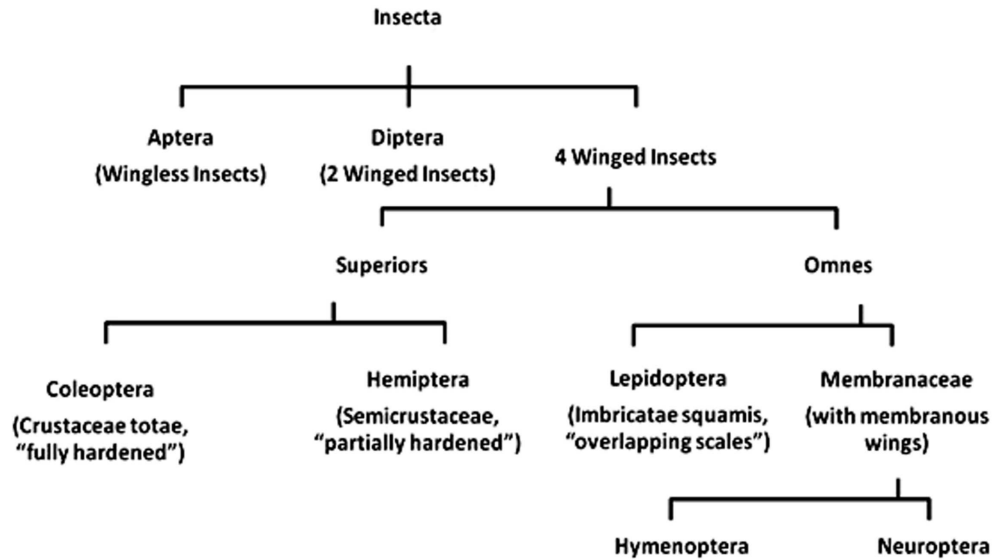 Insecta
Aptera
(Wingless Insects)
Diptera
(2 Winged Insects)
4 Winged Insects
Superiors
Omnes
Coleoptera
(Crustaceae totae,
“fully hardened”)
Hemiptera
(Semicrustaceae,
“partially hardened”)
Lepidoptera
(Imbricatae squamis,
“overlapping scales”)
Membranaceae
(with membranous
wings)
Hymenoptera
Neuroptera